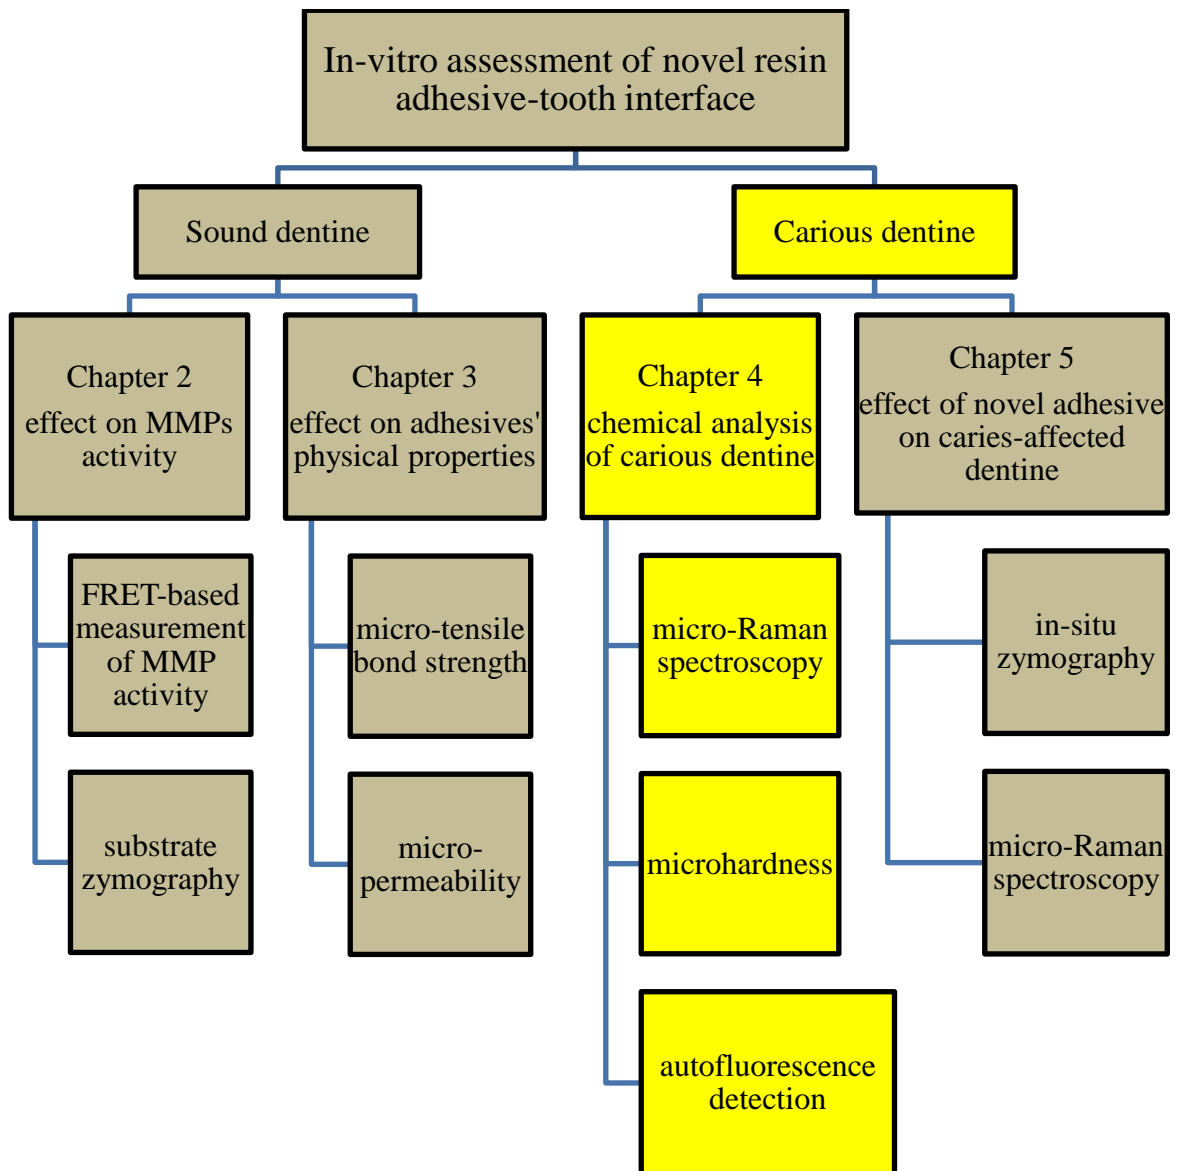 In-vitro assessment of novel resin
adhesive-tooth interface
Sound dentine
Carious dentine
Chapter 2
effect on MMPs
activity
Chapter 3
effect on adhesives'
physical properties
Chapter 4
chemical analysis
of carious dentine
Chapter 5
effect of novel adhesive
on caries-affected
dentine
FRET-based
measurement
of MMP
activity
substrate
zymography
micro-tensile
bond strength
micro-
permeability
micro-Raman
spectroscopy
microhardness
autofluorescence
detection
in-situ
zymography
micro-Raman
spectroscopy